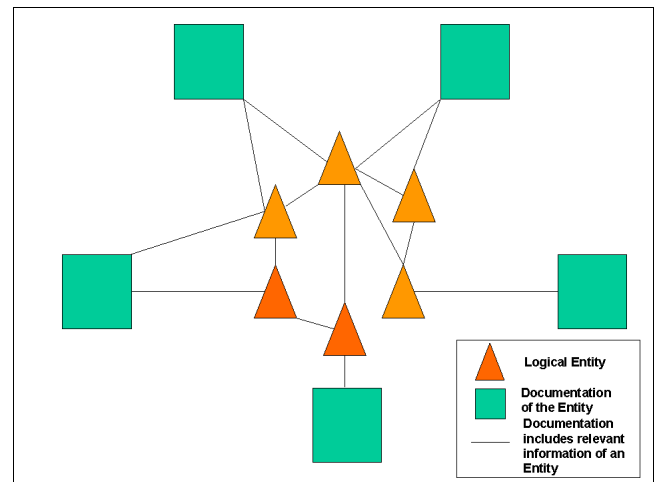 Logical Entity
Documentation
of the Entity
Documentation
includes relevant
information of an
Entity